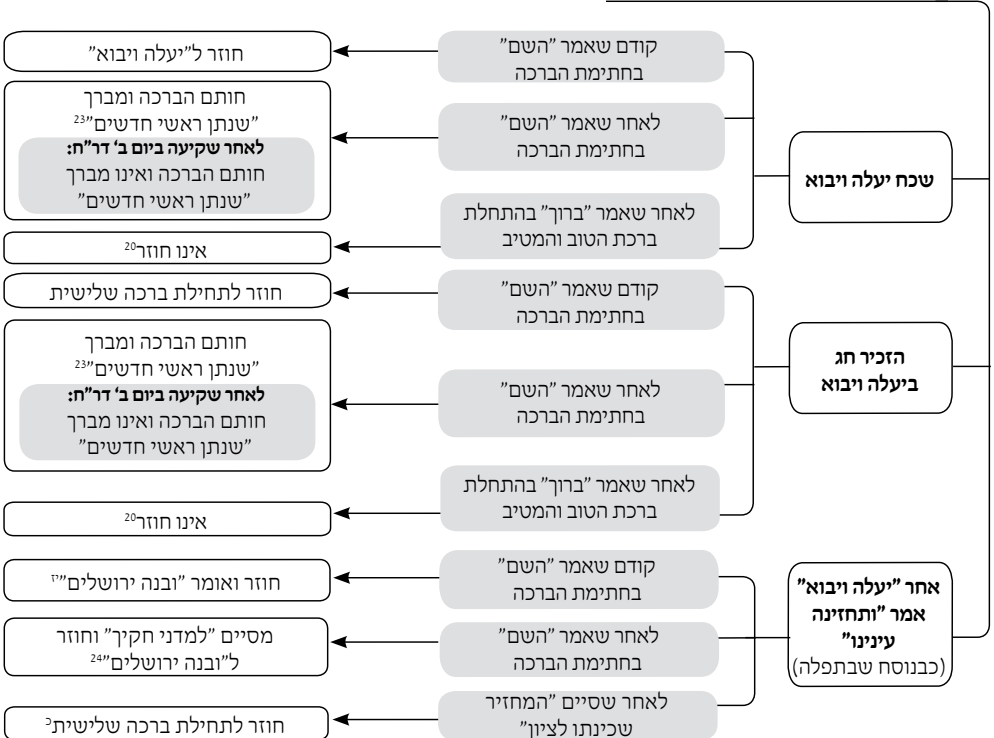 שכח יעלה ויבוא
קודם שאמר "השם"
בחתימת הברכה
חוזר ל"יעלה ויבוא"
לאחר שאמר "השם"
בחתימת הברכה
חותם הברכה ומברך
"שנתן ראשי חדשים"23
לאחר שקיעה ביום ב' דר"ח:
חותם הברכה ואינו מברך
"שנתן ראשי חדשים"
לאחר שאמר "ברוך" בהתחלת
ברכת הטוב והמטיב
אינו חוזר20
הזכיר חג
ביעלה ויבוא
קודם שאמר "השם"
בחתימת הברכה
חוזר לתחילת ברכה שלישית
לאחר שאמר "השם"
בחתימת הברכה
חותם הברכה ומברך
"שנתן ראשי חדשים"23
לאחר שקיעה ביום ב' דר"ח:
חותם הברכה ואינו מברך
"שנתן ראשי חדשים"
לאחר שאמר "ברוך" בהתחלת
ברכת הטוב והמטיב
אינו חוזר20
אחר "יעלה ויבוא"
אמר "ותחזינה
עינינו"
(כבנוסח שבתפלה)
קודם שאמר "השם"
בחתימת הברכה
חוזר ואומר "ובנה ירושלים"יז
לאחר שאמר "השם"
בחתימת הברכה
מסיים "למדני חקיך" וחוזר
ל"ובנה ירושלים"24
לאחר שסיים "המחזיר
שכינתו לציון"
חוזר לתחילת ברכה שלישיתכ